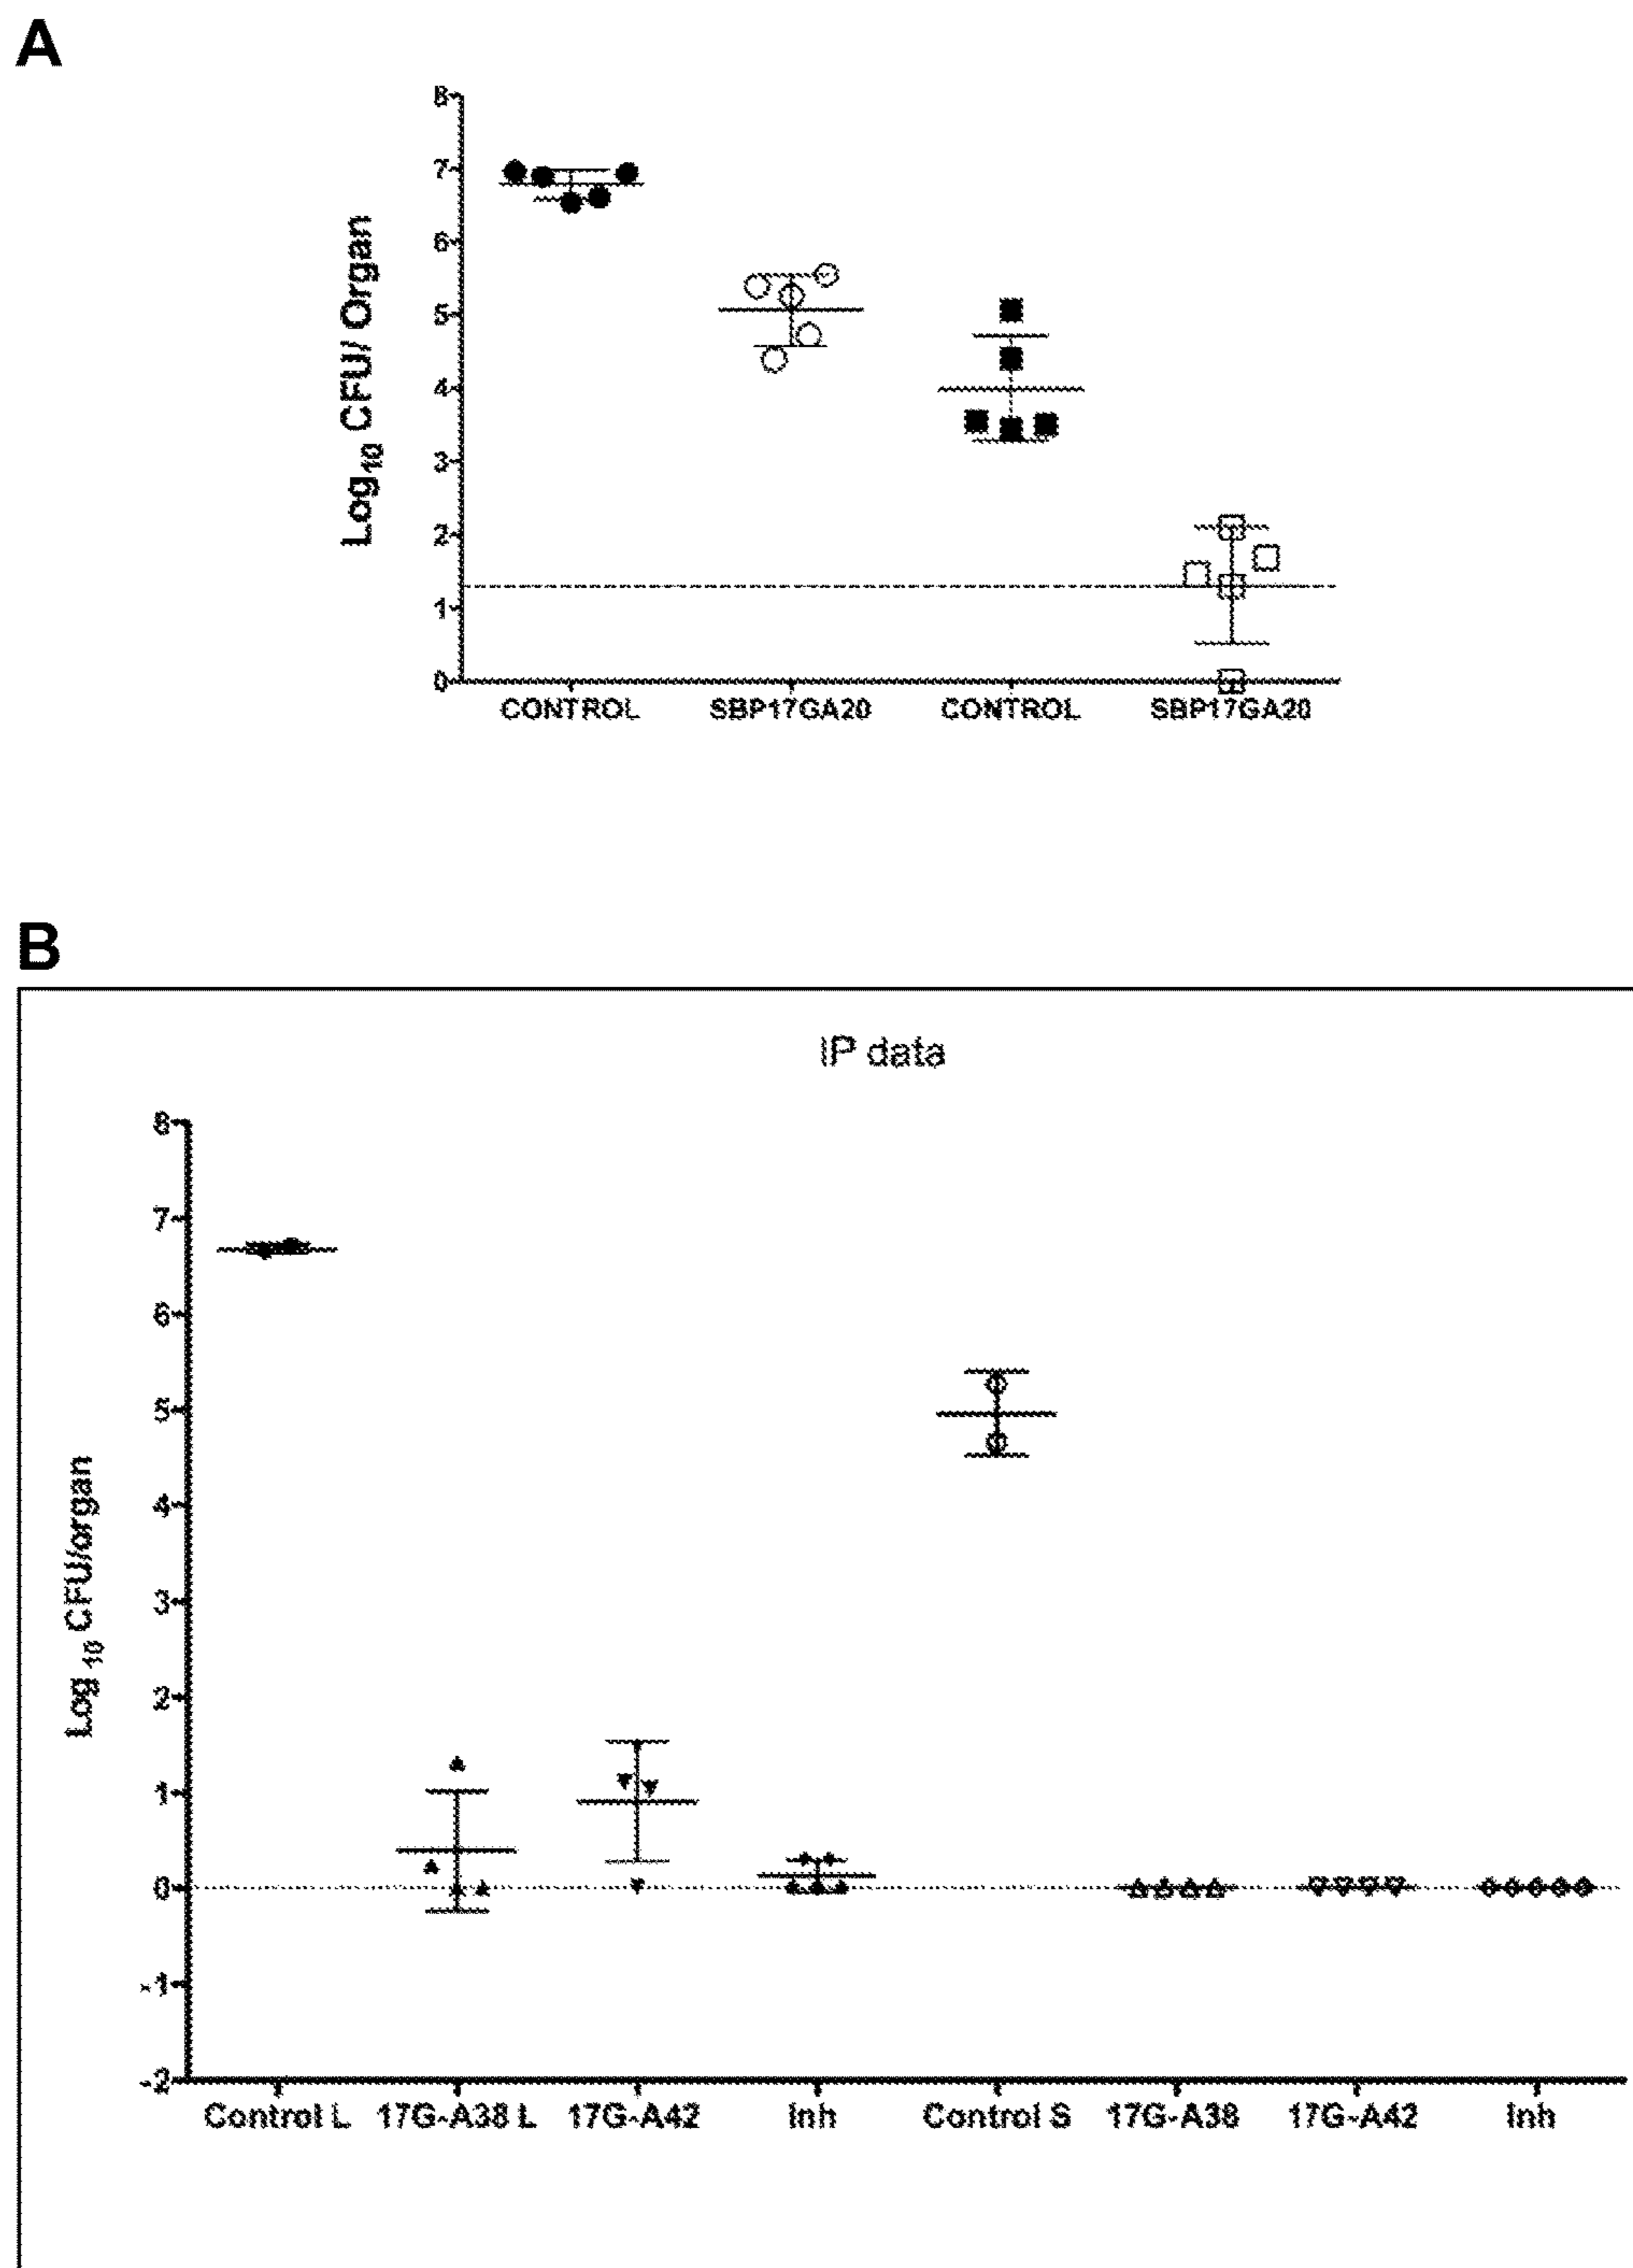 A
8
7
6
5
4
3
2
1
0
Log10 CFU/ Organ
CONTROL SBP17GA20 CONTROL SBP17GA20
B
IP data
8
7
6
5
4
3
2
1
0
-1
-2
Log 10 CFU/organ
Control L 17G-A38 L 17G-A42 Inh Control S 17G-A38 17G-A42 Inh